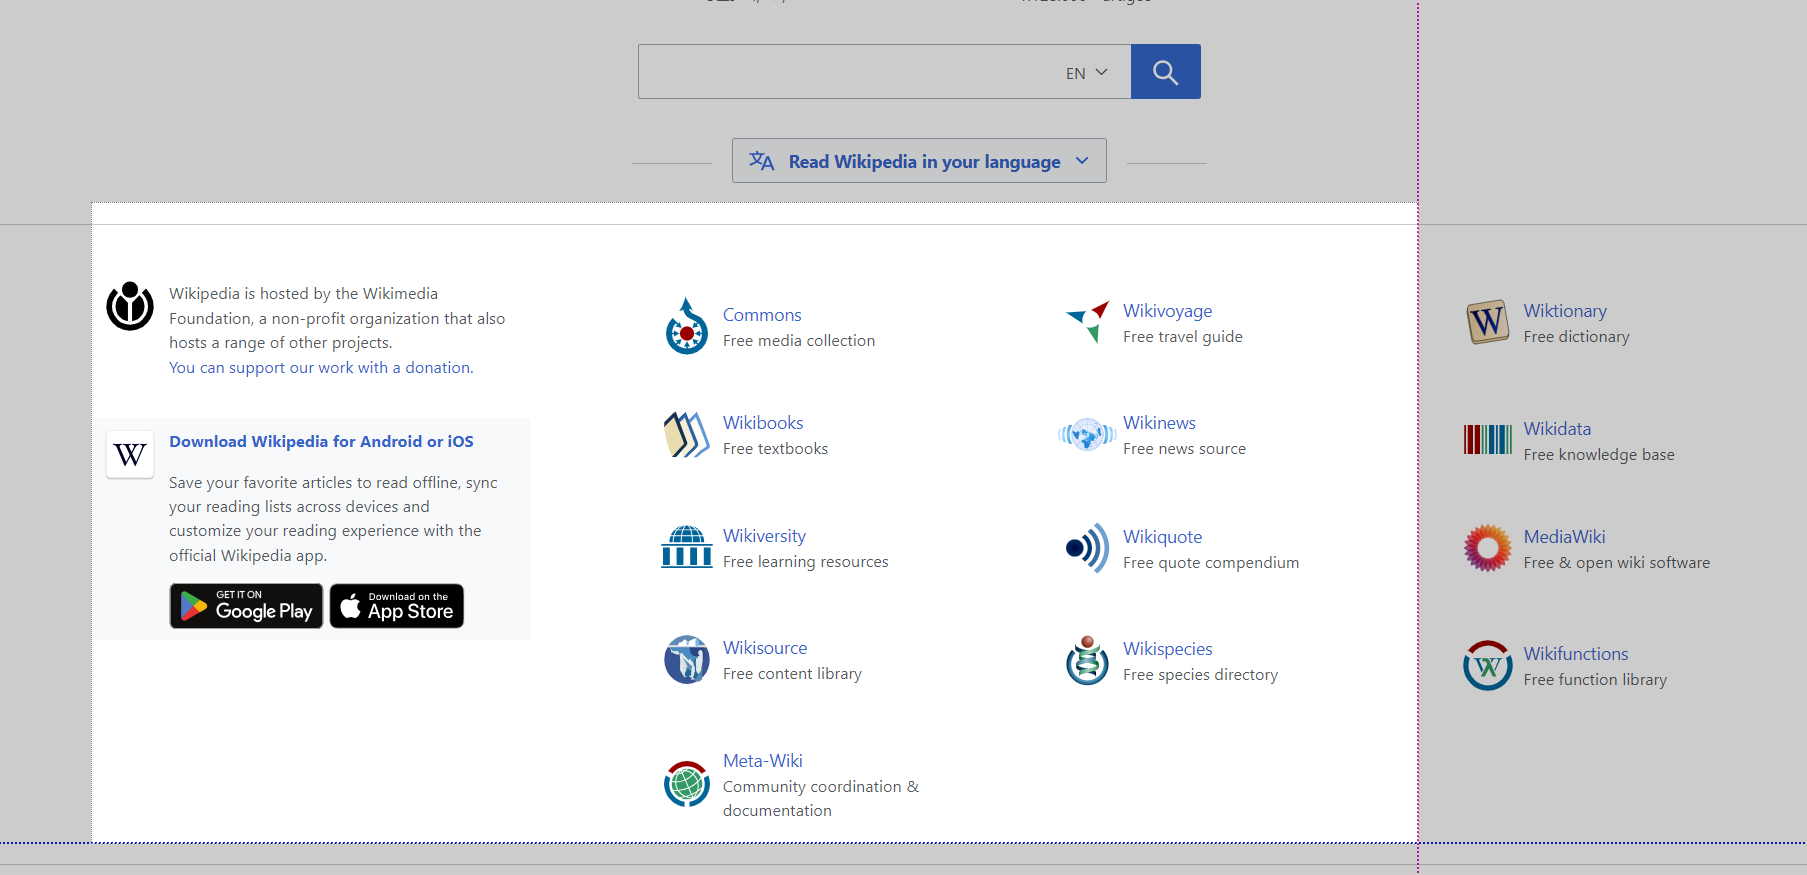 EN
Read Wikipedia in your language
Wikipedia is hosted by the Wikimedia
Foundation, a non-profit organization that also
hosts a range of other projects.
You can support our work with a donation.
Download Wikipedia for Android or iOS
Save your favorite articles to read offline, sync
your reading lists across devices and
customize your reading experience with the
official Wikipedia app.
GET IT ON
Google Play
Download on the
App Store
Commons
Free media collection
Wikivoyage
Free travel guide
Wiktionary
Free dictionary
Wikibooks
Free textbooks
Wikinews
Free news source
Wikidata
Free knowledge base
Wikiversity
Free learning resources
Wikiquote
Free quote compendium
MediaWiki
Free & open wiki software
Wikisource
Free content library
Wikispecies
Free species directory
Wikifunctions
Free function library
Meta-Wiki
Community coordination &
documentation